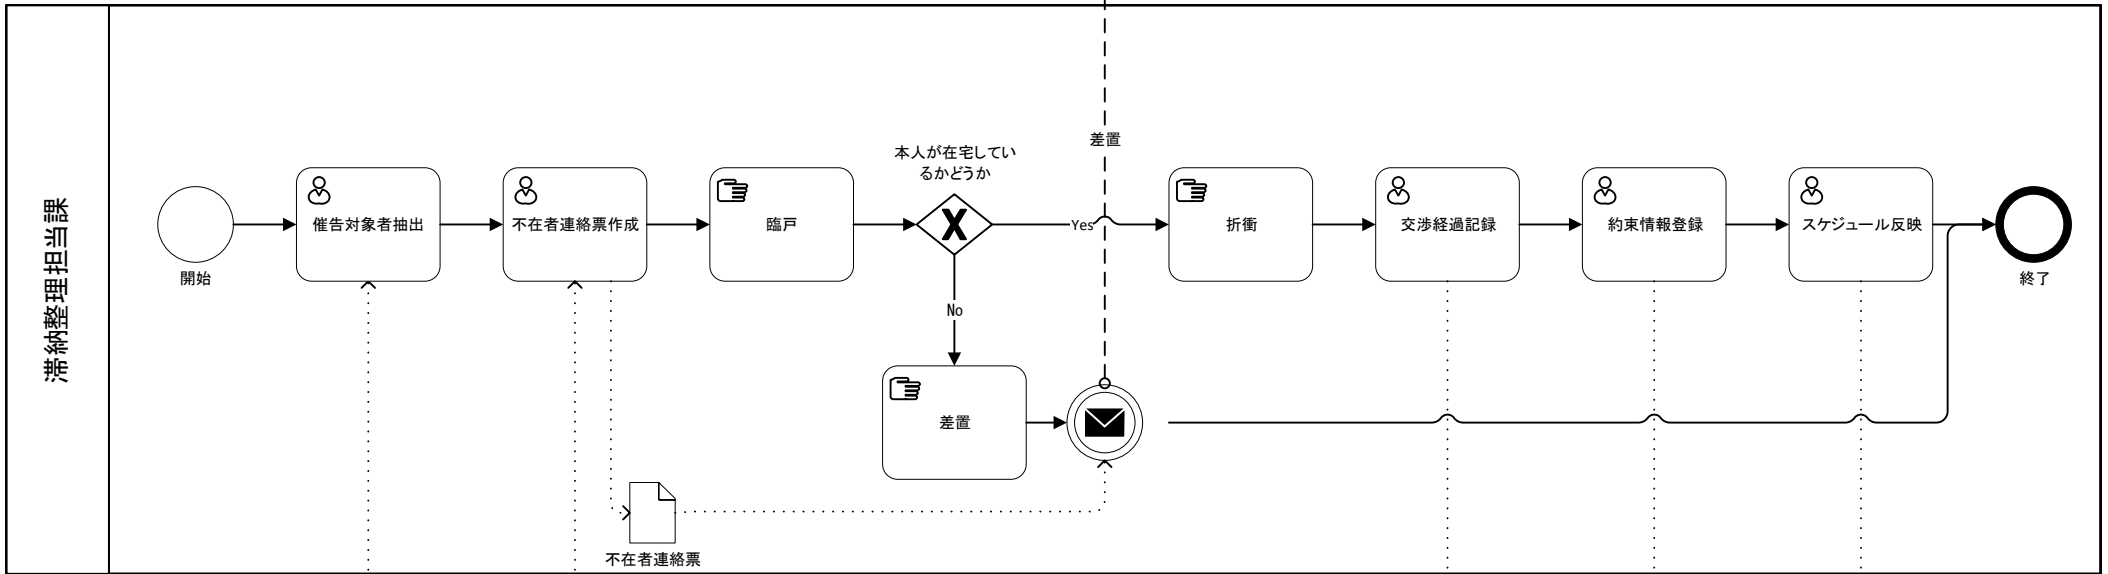 滞納整理担当課
開始
催告対象者抽出
不在者連絡票作成
臨戸
本人が在宅してい
るかどうか
Yes
No
差置
差置
折衝
交渉経過記録
約束情報登録
スケジュール反映
終了
不在者連絡票